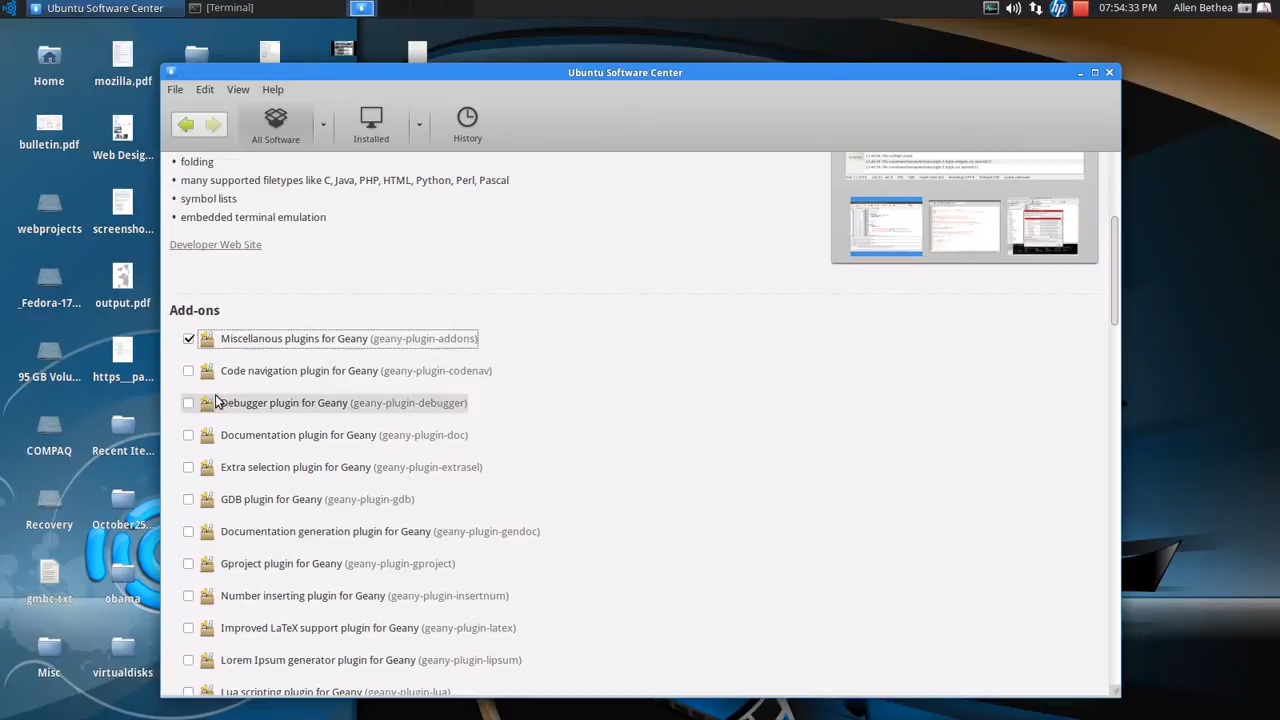 Ubuntu Software Center
[Terminal]
07:54:33 PM
Allen Bethea
Ubuntu Software Center
File Edit View Help
All Software
Installed
History
• folding
• many supported filetypes like C, Java, PHP, HTML, Python, Perl, Pascal
• symbol lists
• embedded terminal emulation
Developer Web Site
Add-ons
Miscellanous plugins for Geany (geany-plugin-addons)
Code navigation plugin for Geany (geany-plugin-codenav)
Debugger plugin for Geany (geany-plugin-debugger)
Documentation plugin for Geany (geany-plugin-doc)
Extra selection plugin for Geany (geany-plugin-extrasel)
GDB plugin for Geany (geany-plugin-gdb)
Documentation generation plugin for Geany (geany-plugin-gendoc)
Gproject plugin for Geany (geany-plugin-gproject)
Number inserting plugin for Geany (geany-plugin-insertnum)
Improved LaTeX support plugin for Geany (geany-plugin-latex)
Lorem Ipsum generator plugin for Geany (geany-plugin-lipsum)
Lua scripting plugin for Geany (geany-plugin-lua)
Home
mozilla.pdf
bulletin.pdf
Web Desig...
webprojects
screensho...
_Fedora-17...
output.pdf
95 GB Volu...
https__pa...
COMPAQ
Recent Ite...
Recovery
October25...
gmbc.txt
obama
Misc
virtualdisks
hp